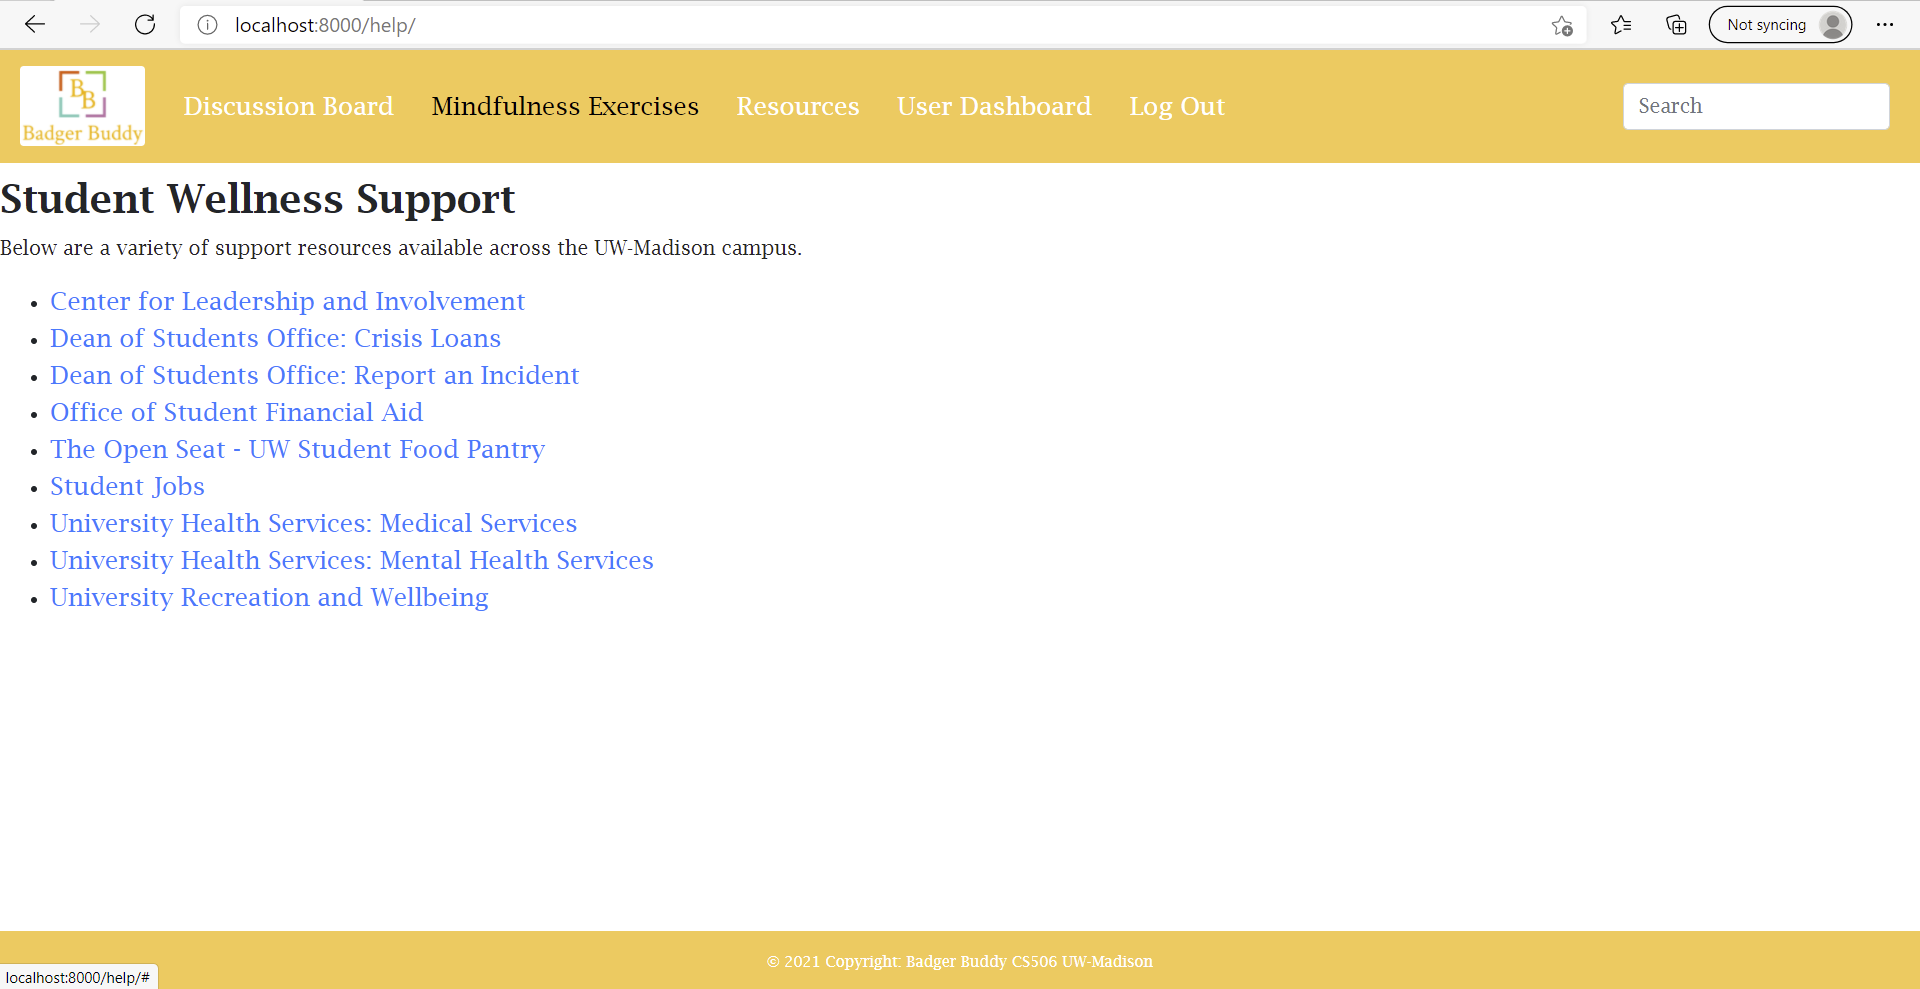 localhost:8000/help/
Not syncing
BB
Badger Buddy
Discussion Board
Mindfulness Exercises
Resources
User Dashboard
Log Out
Search
Student Wellness Support
Below are a variety of support resources available across the UW-Madison campus.
• Center for Leadership and Involvement
• Dean of Students Office: Crisis Loans
• Dean of Students Office: Report an Incident
• Office of Student Financial Aid
• The Open Seat - UW Student Food Pantry
• Student Jobs
• University Health Services: Medical Services
• University Health Services: Mental Health Services
• University Recreation and Wellbeing
© 2021 Copyright: Badger Buddy CS506 UW-Madison
localhost:8000/help/#